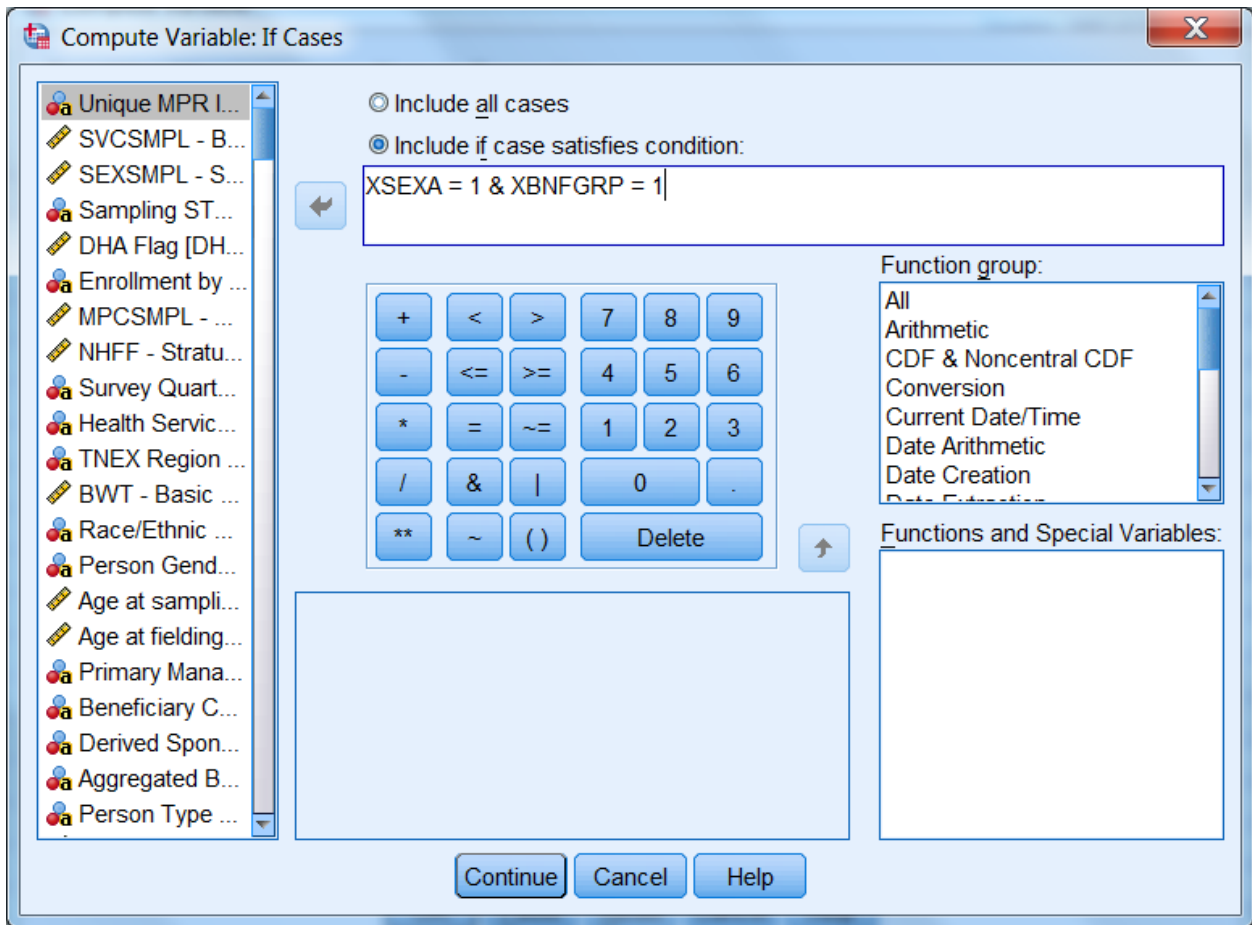 Compute Variable: If Cases
X
Unique MPR I...
SVCSMPL - B...
SEXSMPL - S...
Sampling ST...
DHA Flag [DH...
Enrollment by ...
MPCSMPL - ...
NHFF - Stratu...
Survey Quart...
Health Servic...
TNEX Region ...
BWT - Basic ...
Race/Ethnic ...
Person Gend...
Age at sampli...
Age at fielding...
Primary Mana...
Beneficiary C...
Derived Spon...
Aggregated B...
Person Type ...
Include all cases
Include if case satisfies condition:
XSEXA = 1 & XBNFGRP = 1
+ < > 7 8 9
- <= >= 4 5 6
* = ~= 1 2 3
/ & | 0 .
** ~ ( ) Delete
Function group:
All
Arithmetic
CDF & Noncentral CDF
Conversion
Current Date/Time
Date Arithmetic
Date Creation
Date Extraction
Functions and Special Variables:
Continue Cancel Help